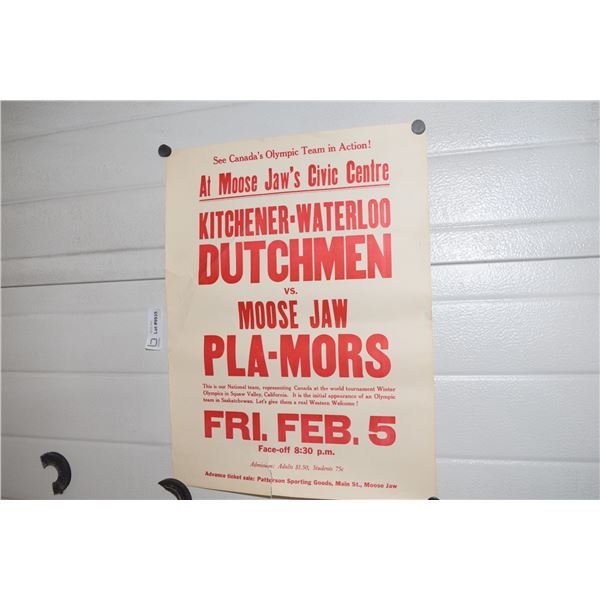 See Canada's Olympic Team in Action!
At Moose Jaw's Civic Centre
KITCHENER-WATERLOO
DUTCHMEN
VS.
MOOSE JAW
PLA-MORS
This is our National team, representing Canada at the world tournament Winter
Olympics in Squaw Valley, California. It is the initial appearance of an Olympic
team in Saskatchewan. Let's give them a real Western Welcome!
FRI. FEB. 5
Face-off 8:30 p.m.
Admission: Adults $1.50, Students 75c
Advance ticket sale: Patterson Sporting Goods, Main St., Moose Jaw